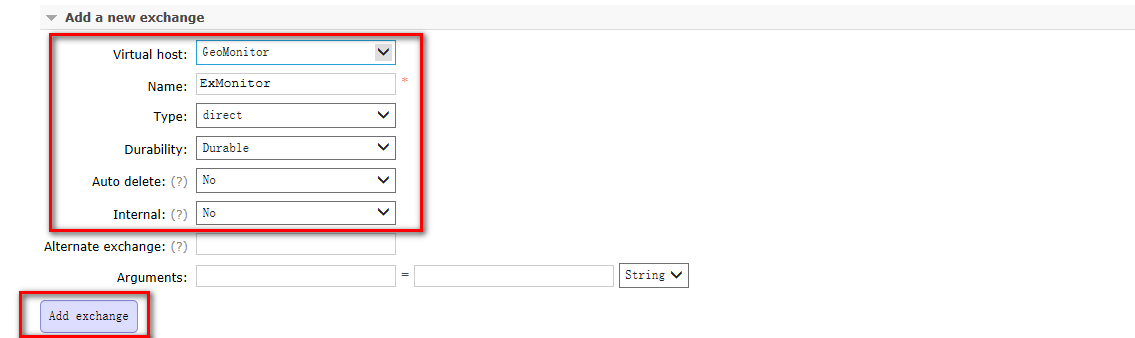 Add a new exchange
Virtual host: GeoMonitor
Name: ExMonitor *
Type: direct
Durability: Durable
Auto delete: (?) No
Internal: (?) No
Alternate exchange: (?)
Arguments: = String
Add exchange